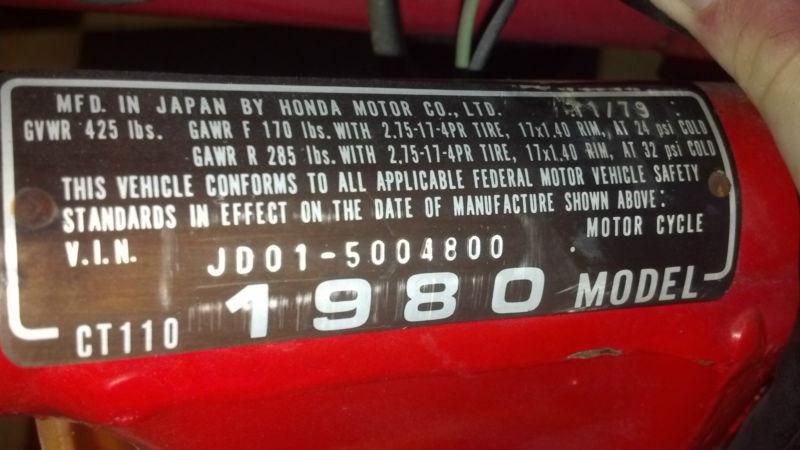 MFD. IN JAPAN BY HONDA MOTOR CO., LTD. 11/79
GVWR 425 lbs. GAWR F 170 lbs. WITH 2.75-17-4PR TIRE, 17x1.40 RIM, AT 24 psi COLD
GAWR R 285 lbs. WITH 2.75-17-4PR TIRE, 17x1.40 RIM, AT 32 psi COLD
THIS VEHICLE CONFORMS TO ALL APPLICABLE FEDERAL MOTOR VEHICLE SAFETY
STANDARDS IN EFFECT ON THE DATE OF MANUFACTURE SHOWN ABOVE:
V.I.N. JD01-5004800 MOTOR CYCLE
CT110 1980 MODEL